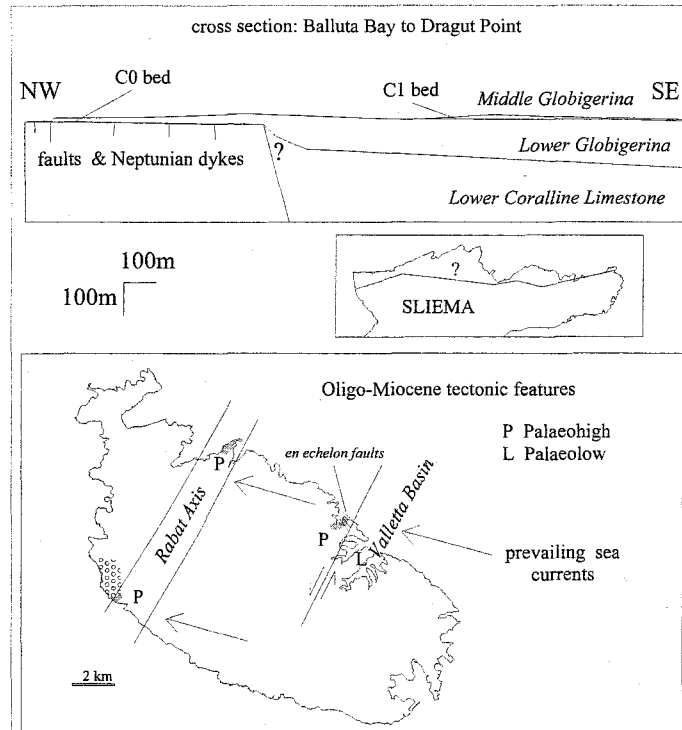 cross section: Balluta Bay to Dragut Point
NW
C0 bed
C1 bed
Middle Globigerina
SE
Lower Globigerina
?
faults & Neptunian dykes
Lower Coralline Limestone
100m
100m
?
SLIEMA
Oligo-Miocene tectonic features
P Palaeohigh
L Palaeolow
en echelon faults
P
Rabat Axis
Valletta Basin
P
L
prevailing sea
currents
P
2 km